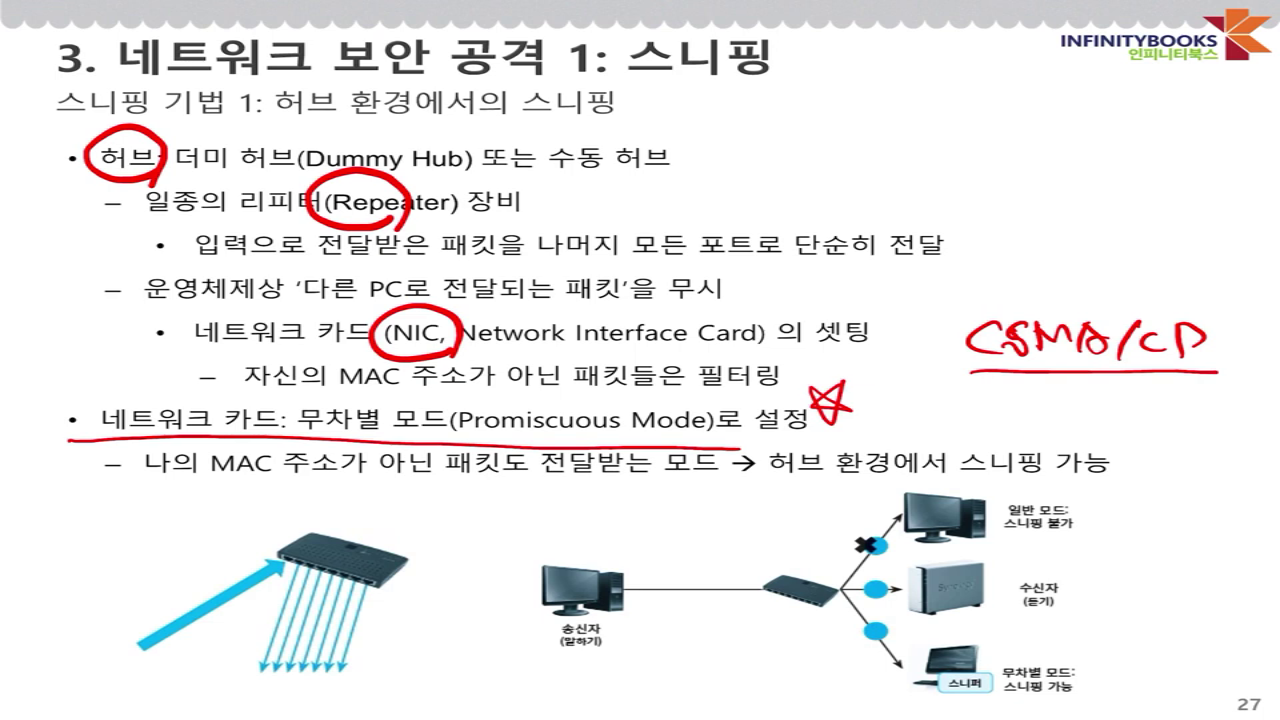 INFINITYBOOKS
인피니티북스
3. 네트워크 보안 공격 1: 스니핑
스니핑 기법 1: 허브 환경에서의 스니핑
• 허브: 더미 허브(Dummy Hub) 또는 수동 허브
– 일종의 리피터(Repeater) 장비
• 입력으로 전달받은 패킷을 나머지 모든 포트로 단순히 전달
– 운영체제상 ‘다른 PC로 전달되는 패킷’을 무시
• 네트워크 카드 (NIC, Network Interface Card) 의 셋팅
CSMA/CD
– 자신의 MAC 주소가 아닌 패킷들은 필터링
• 네트워크 카드: 무차별 모드(Promiscuous Mode)로 설정
– 나의 MAC 주소가 아닌 패킷도 전달받는 모드 → 허브 환경에서 스니핑 가능
일반 모드:
스니핑 불가
수신자
(듣기)
송신자
(말하기)
무차별 모드:
스니핑 가능
스니퍼
27